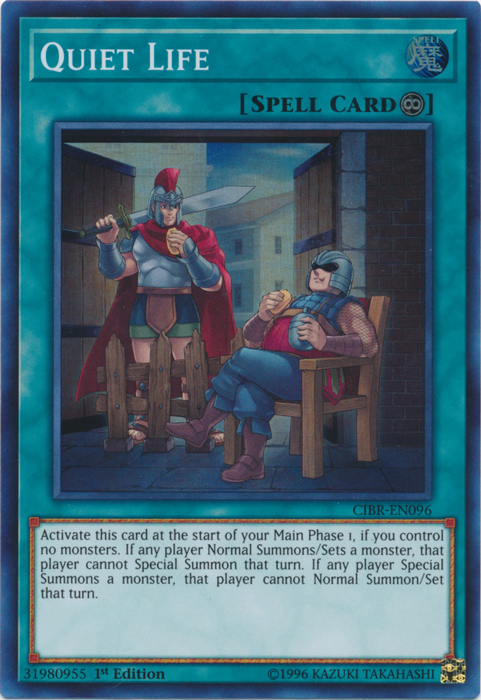 QUIET LIFE
SPELL
魔
[SPELL CARD]
CIBR-EN096
Activate this card at the start of your Main Phase 1, if you control
no monsters. If any player Normal Summons/Sets a monster, that
player cannot Special Summon that turn. If any player Special
Summons a monster, that player cannot Normal Summon/Set
that turn.
31980955 1st Edition ©1996 KAZUKI TAKAHASHI